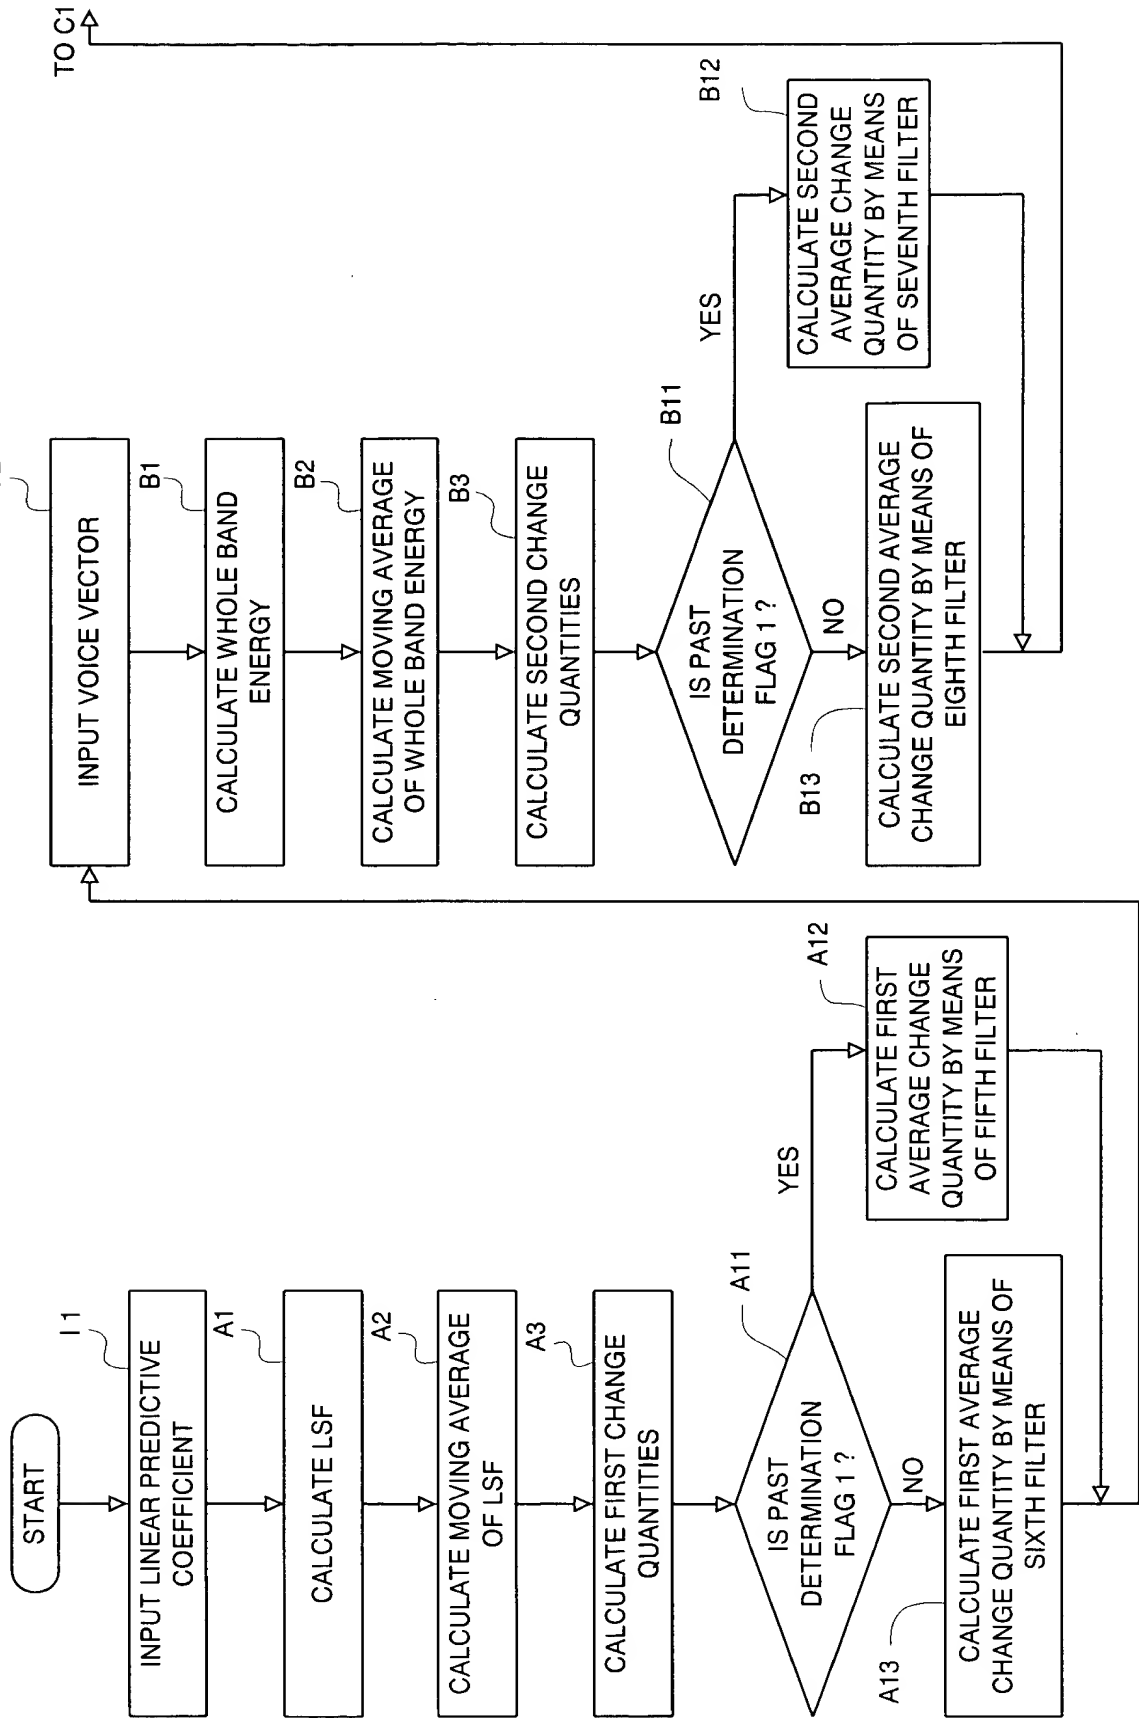 START
I 1
INPUT LINEAR PREDICTIVE
COEFFICIENT
A1
CALCULATE LSF
A2
CALCULATE MOVING AVERAGE
OF LSF
A3
CALCULATE FIRST CHANGE
QUANTITIES
A11
IS PAST
DETERMINATION
FLAG 1 ?
YES
NO
A12
CALCULATE FIRST
AVERAGE CHANGE
QUANTITY BY MEANS
OF FIFTH FILTER
A13
CALCULATE FIRST AVERAGE
CHANGE QUANTITY BY MEANS OF
SIXTH FILTER
INPUT VOICE VECTOR
B1
CALCULATE WHOLE BAND
ENERGY
B2
CALCULATE MOVING AVERAGE
OF WHOLE BAND ENERGY
B3
CALCULATE SECOND CHANGE
QUANTITIES
B11
IS PAST
DETERMINATION
FLAG 1 ?
YES
NO
B12
CALCULATE SECOND
AVERAGE CHANGE
QUANTITY BY MEANS
OF SEVENTH FILTER
B13
CALCULATE SECOND AVERAGE
CHANGE QUANTITY BY MEANS OF
EIGHTH FILTER
TO C1